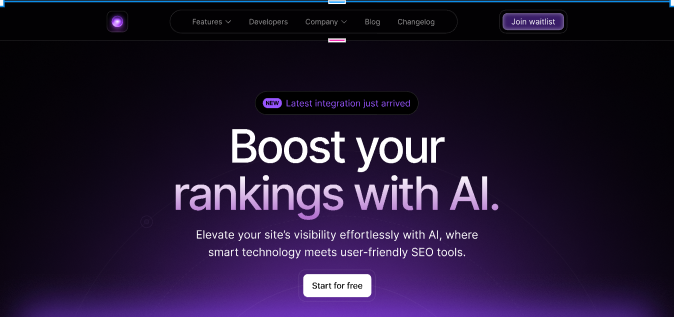 Features
Developers
Company
Blog
Changelog
Join waitlist
NEW Latest integration just arrived
Boost your
rankings with AI.
Elevate your site's visibility effortlessly with AI, where
smart technology meets user-friendly SEO tools.
Start for free